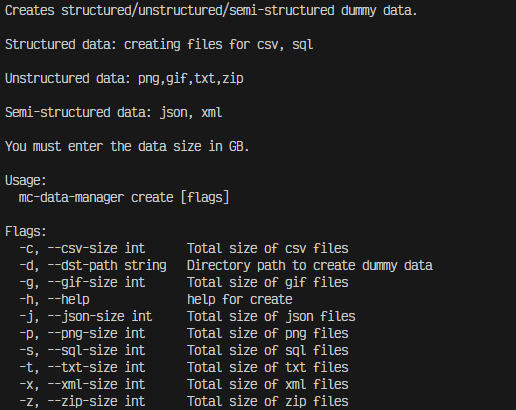 Creates structured/unstructured/semi-structured dummy data.
Structured data: creating files for csv, sql
Unstructured data: png,gif,txt,zip
Semi-structured data: json, xml
You must enter the data size in GB.
Usage:
mc-data-manager create [flags]
Flags:
-c, --csv-size int Total size of csv files
-d, --dst-path string Directory path to create dummy data
-g, --gif-size int Total size of gif files
-h, --help help for create
-j, --json-size int Total size of json files
-p, --png-size int Total size of png files
-s, --sql-size int Total size of sql files
-t, --txt-size int Total size of txt files
-x, --xml-size int Total size of xml files
-z, --zip-size int Total size of zip files